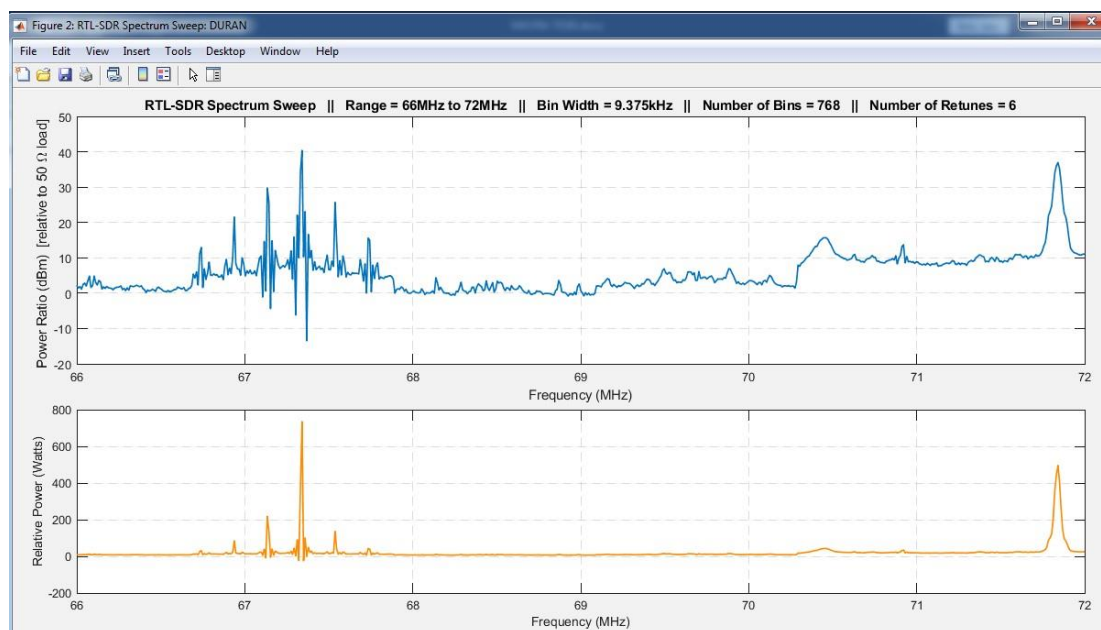 Figure 2: RTL-SDR Spectrum Sweep: DURAN
File Edit View Insert Tools Desktop Window Help
RTL-SDR Spectrum Sweep || Range = 66MHz to 72MHz || Bin Width = 9.375kHz || Number of Bins = 768 || Number of Retunes = 6
Power Ratio (dBm) [relative to 50 Ω load]
50
40
30
20
10
0
-10
-20
66 67 68 69 70 71 72
Frequency (MHz)
Relative Power (Watts)
800
600
400
200
0
-200
66 67 68 69 70 71 72
Frequency (MHz)